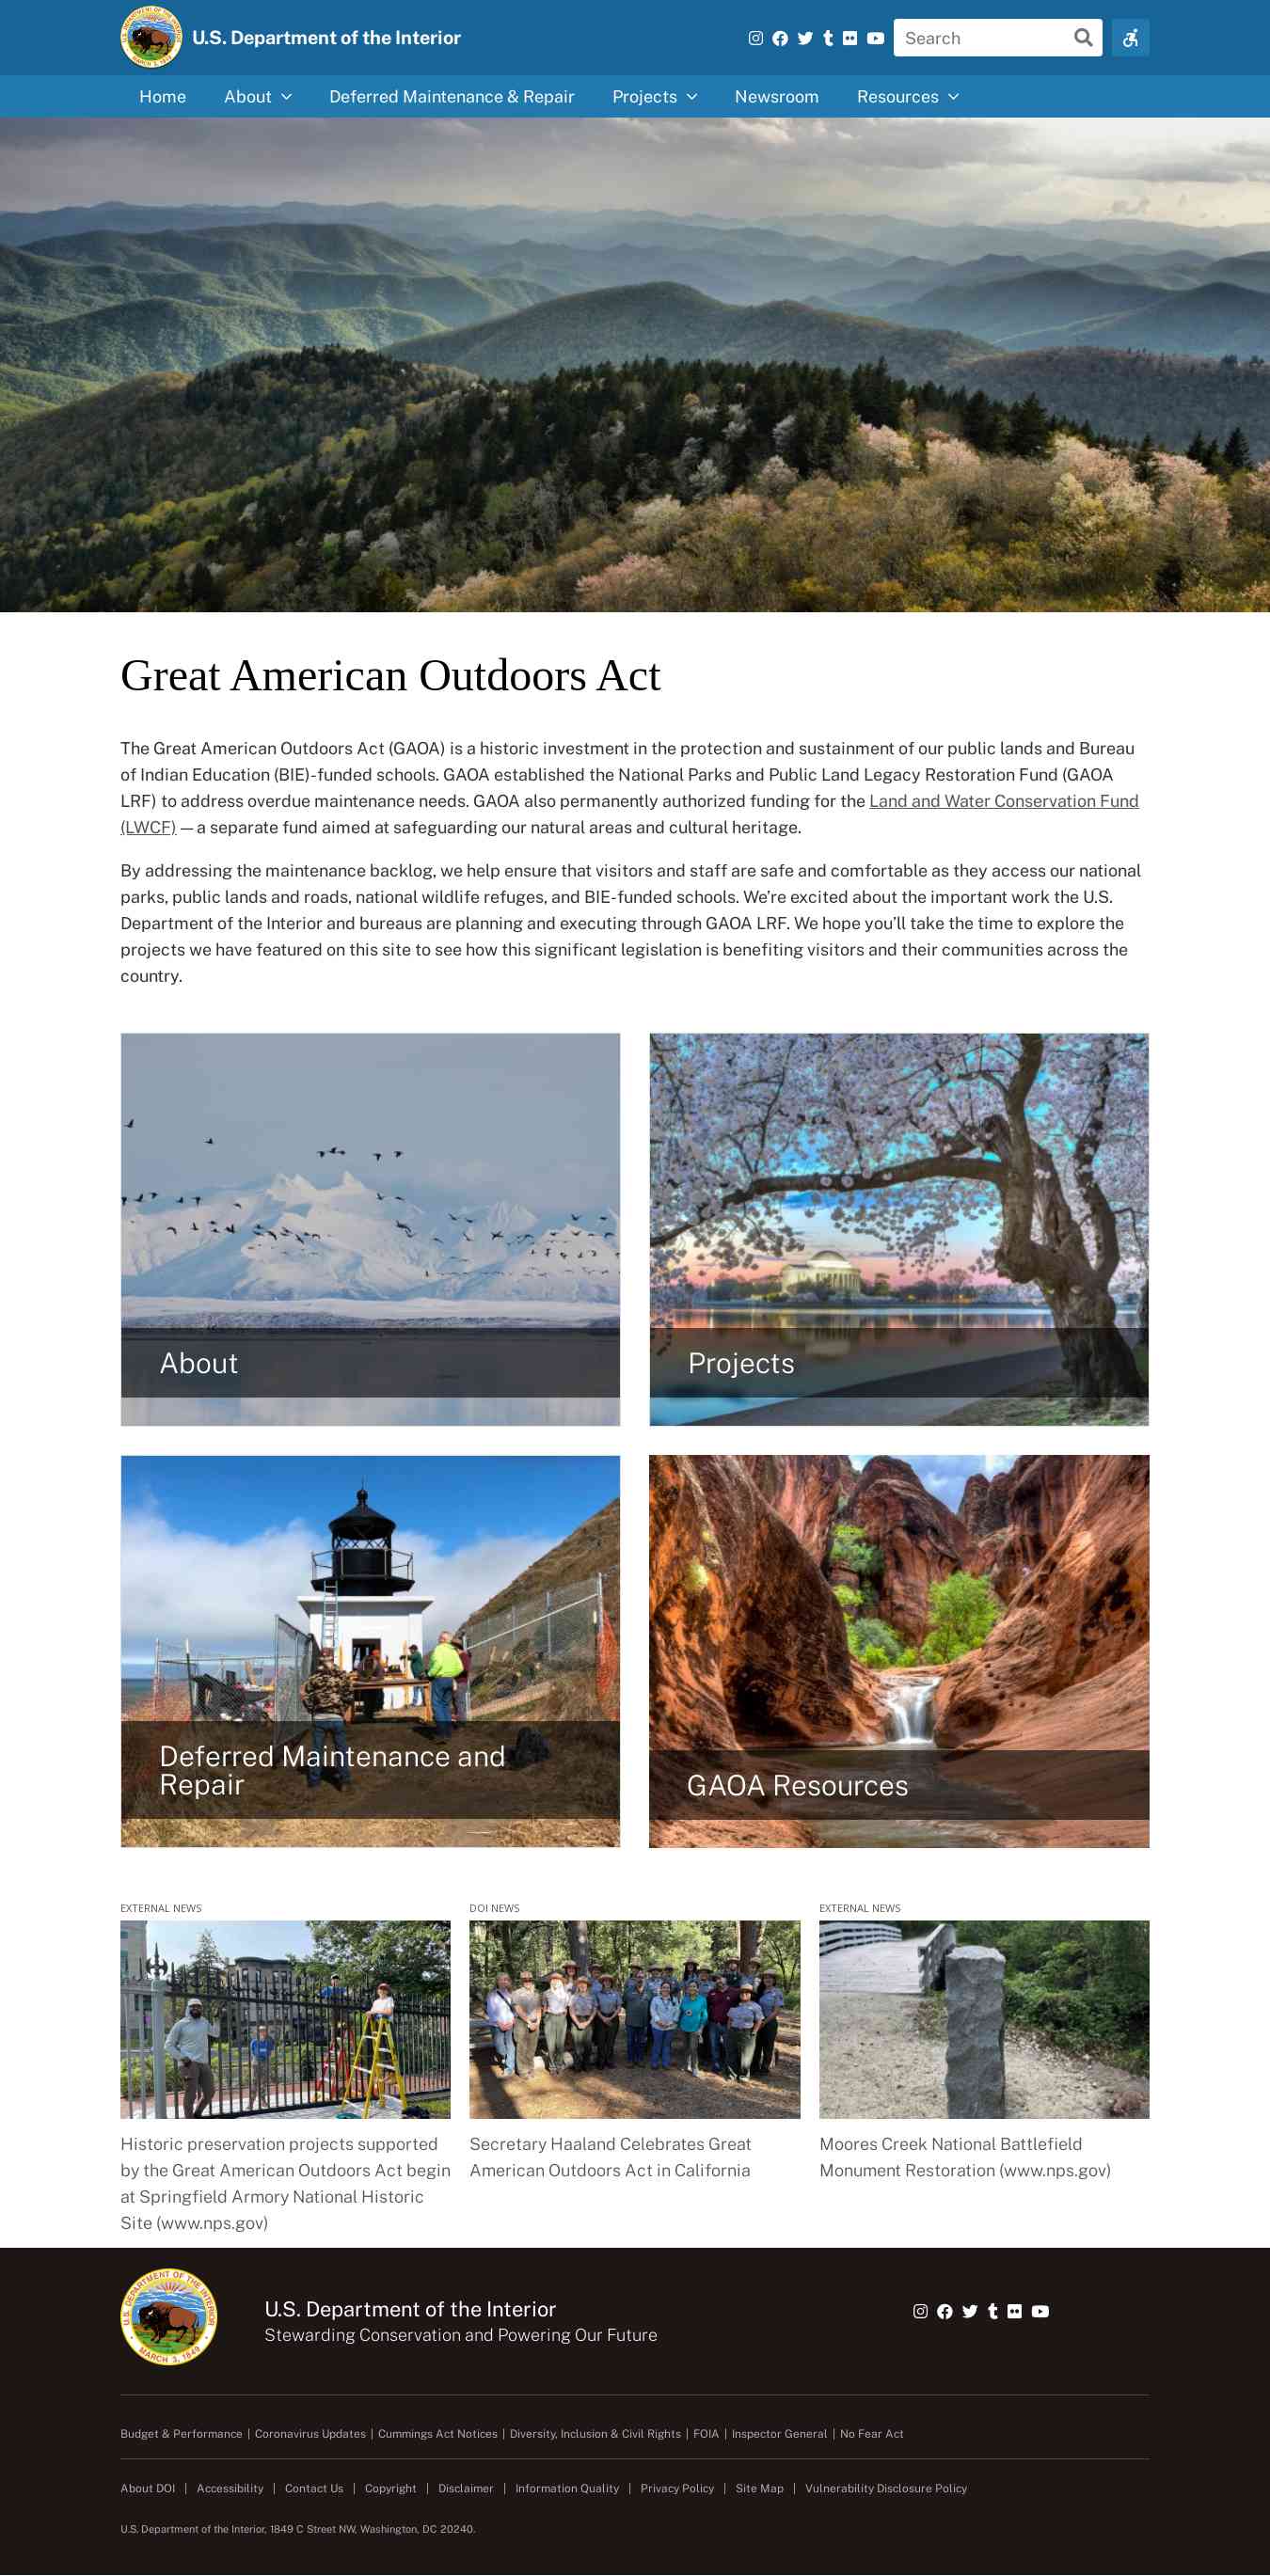 U.S. Department of the Interior
Search
Home About Deferred Maintenance & Repair Projects Newsroom Resources
Great American Outdoors Act
The Great American Outdoors Act (GAOA) is a historic investment in the protection and sustainment of our public lands and Bureau
of Indian Education (BIE)-funded schools. GAOA established the National Parks and Public Land Legacy Restoration Fund (GAOA
LRF) to address overdue maintenance needs. GAOA also permanently authorized funding for the Land and Water Conservation Fund
(LWCF) — a separate fund aimed at safeguarding our natural areas and cultural heritage.
By addressing the maintenance backlog, we help ensure that visitors and staff are safe and comfortable as they access our national
parks, public lands and roads, national wildlife refuges, and BIE-funded schools. We’re excited about the important work the U.S.
Department of the Interior and bureaus are planning and executing through GAOA LRF. We hope you’ll take the time to explore the
projects we have featured on this site to see how this significant legislation is benefiting visitors and their communities across the
country.
About
Projects
Deferred Maintenance and
Repair
GAOA Resources
EXTERNAL NEWS
Historic preservation projects supported
by the Great American Outdoors Act begin
at Springfield Armory National Historic
Site (www.nps.gov)
DOI NEWS
Secretary Haaland Celebrates Great
American Outdoors Act in California
EXTERNAL NEWS
Moores Creek National Battlefield
Monument Restoration (www.nps.gov)
U.S. DEPARTMENT OF THE INTERIOR
MARCH 3, 1849
U.S. Department of the Interior
Stewarding Conservation and Powering Our Future
Budget & Performance | Coronavirus Updates | Cummings Act Notices | Diversity, Inclusion & Civil Rights | FOIA | Inspector General | No Fear Act
About DOI | Accessibility | Contact Us | Copyright | Disclaimer | Information Quality | Privacy Policy | Site Map | Vulnerability Disclosure Policy
U.S. Department of the Interior, 1849 C Street NW, Washington, DC 20240.